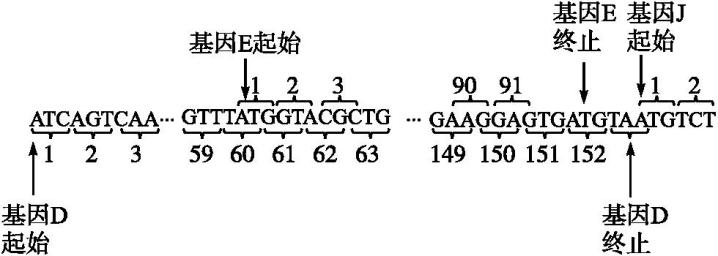 基因E起始
基因E
终止
基因J
起始
1 2 3 90 91 1 2
ATCAGTCAA… GTTTATGGTACGCTG … GAAGGAGTGATGTAATGTCT
1 2 3 59 60 61 62 63 149 150 151 152
基因D
起始
基因D
终止